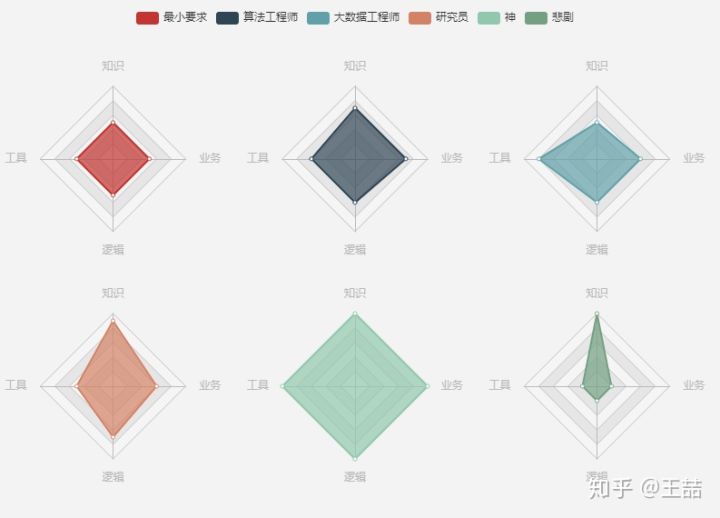 最小要求 算法工程师 大数据工程师 研究员 神 悲剧
知识 知识 知识
工具 业务 工具 业务 工具 业务
逻辑 逻辑 逻辑
知识 知识 知识
工具 业务 工具 业务 工具 业务
逻辑 逻辑 逻辑
知乎 @王喆